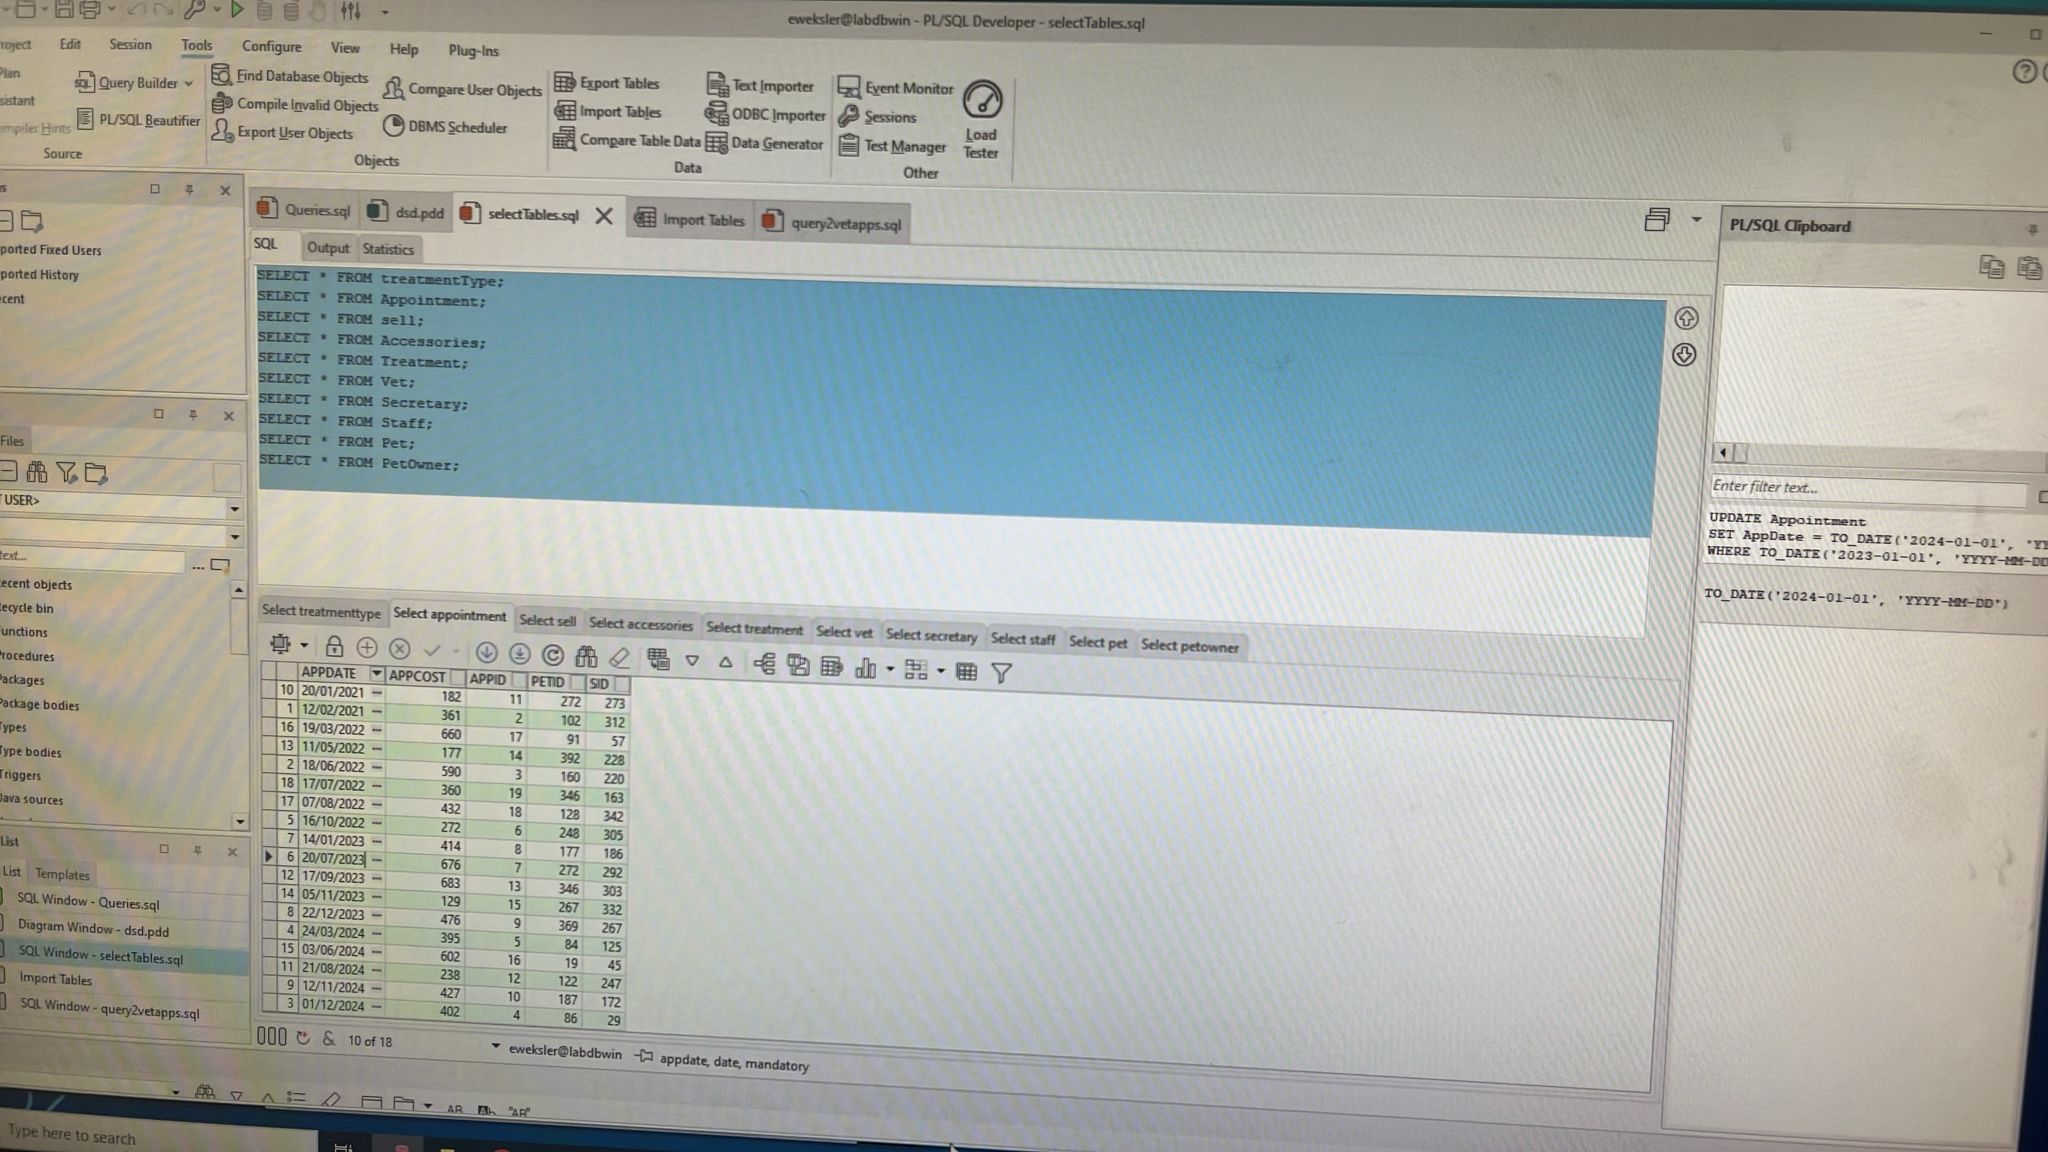 eweksler@labdbwin - PL/SQL Developer - selectTables.sql
Edit Session Tools Configure View Help Plug-Ins
Query Builder
PL/SQL Beautifier
Source
Find Database Objects
Compile Invalid Objects
Export User Objects
Compare User Objects
DBMS Scheduler
Objects
Export Tables
Import Tables
Compare Table Data
Text Importer
ODBC Importer
Data Generator
Data
Event Monitor
Sessions
Test Manager
Load
Tester
Other
ported Fixed Users
ported History
cent
Queries.sql dsd.pdd selectTables.sql Import Tables query2vetapps.sql
SQL Output Statistics
SELECT * FROM treatmentType;
SELECT * FROM Appointment;
SELECT * FROM sell;
SELECT * FROM Accessories;
SELECT * FROM Treatment;
SELECT * FROM Vet;
SELECT * FROM Secretary;
SELECT * FROM Staff;
SELECT * FROM Pet;
SELECT * FROM PetOwner;
PL/SQL Clipboard
Enter filter text...
UPDATE Appointment
SET AppDate = TO_DATE('2024-01-01', 'YY
WHERE TO_DATE('2023-01-01', 'YYYY-MM-DD
TO_DATE('2024-01-01', 'YYYY-MM-DD')
Files
USER>
text...
ecent objects
ecycle bin
unctions
rocedures
ackages
ackage bodies
ypes
ype bodies
riggers
ava sources
List
List Templates
SQL Window - Queries.sql
Diagram Window - dsd.pdd
SQL Window - selectTables.sql
Import Tables
SQL Window - query2vetapps.sql
Select treatmenttype Select appointment Select sell Select accessories Select treatment Select vet Select secretary Select staff Select pet Select petowner
APPDATE APPCOST APPID PETID SID
10 20/01/2021 182 11 272 273
1 12/02/2021 361 2 102 312
16 19/03/2022 660 17 91 57
13 11/05/2022 177 14 392 228
2 18/06/2022 590 3 160 220
18 17/07/2022 360 19 346 163
17 07/08/2022 432 18 128 342
5 16/10/2022 272 6 248 305
7 14/01/2023 414 8 177 186
6 20/07/2023 676 7 272 292
12 17/09/2023 683 13 346 303
14 05/11/2023 129 15 267 332
8 22/12/2023 476 9 369 267
4 24/03/2024 395 5 84 125
15 03/06/2024 602 16 19 45
11 21/08/2024 238 12 122 247
9 12/11/2024 427 10 187 172
3 01/12/2024 402 4 86 29
& 10 of 18 eweksler@labdbwin appdate, date, mandatory
Type here to search